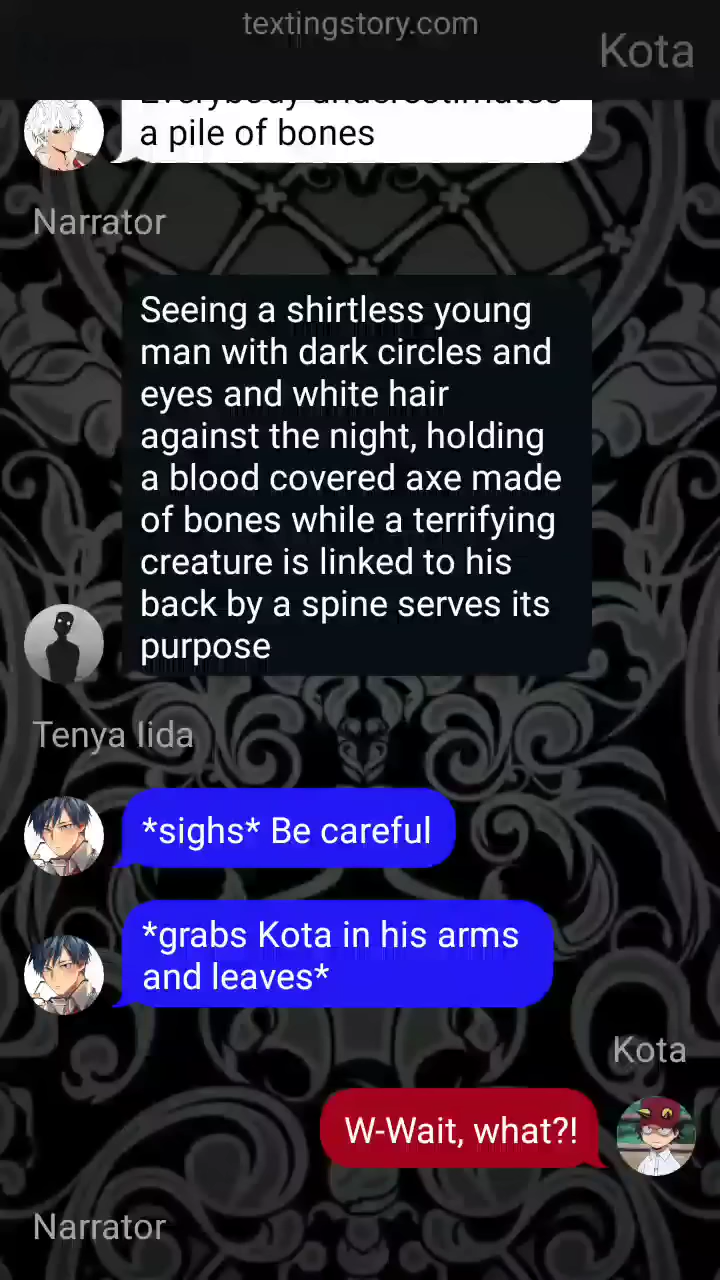 textingstory.com
Kota
Everybody underestimates
a pile of bones
Narrator
Seeing a shirtless young
man with dark circles and
eyes and white hair
against the night, holding
a blood covered axe made
of bones while a terrifying
creature is linked to his
back by a spine serves its
purpose
Tenya Iida
*sighs* Be careful
*grabs Kota in his arms
and leaves*
Kota
W-Wait, what?!
Narrator